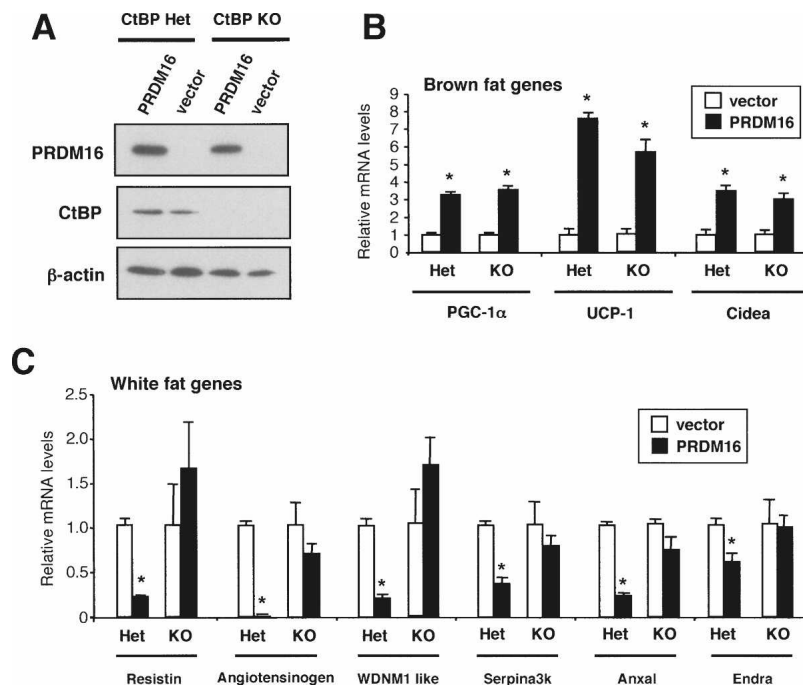 A
CtBP Het CtBP KO
PRDM16 vector PRDM16 vector
PRDM16
CtBP
β-actin
B
Brown fat genes
vector
PRDM16
Relative mRNA levels
9
8
7
6
5
4
3
2
1
0
* * * * * *
Het KO Het KO Het KO
PGC-1α UCP-1 Cidea
C
White fat genes
vector
PRDM16
Relative mRNA levels
2.5
2.0
1.5
1.0
0.5
0
* * * * * *
Het KO Het KO Het KO Het KO Het KO Het KO
Resistin Angiotensinogen WDNM1 like Serpina3k Anxal Endra